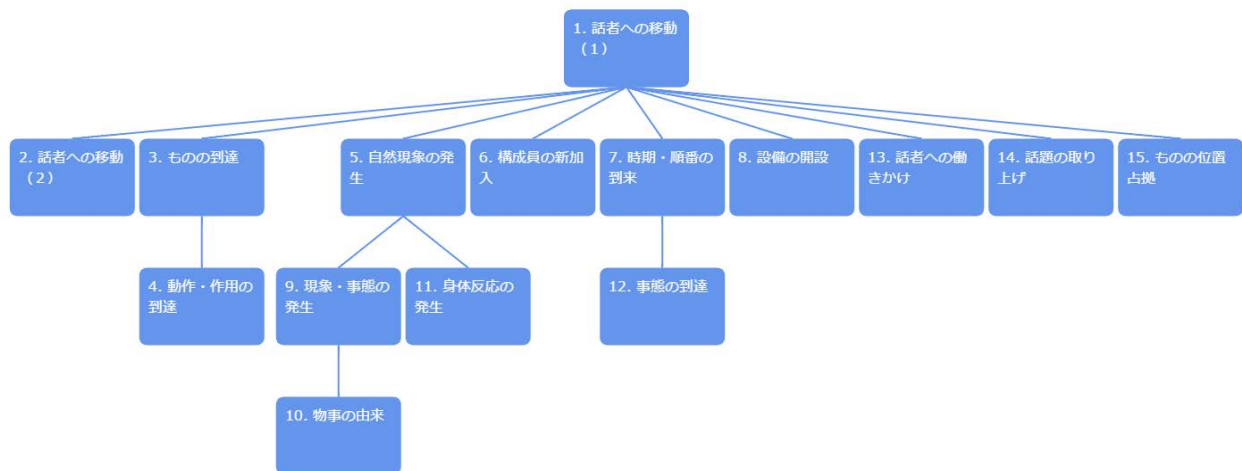 1. 話者への移動
（1）
2. 話者への移動
（2）
3. ものの到達
5. 自然現象の発
生
6. 構成員の新加
入
7. 時期・順番の
到来
8. 設備の開設
13. 話者への働
きかけ
14. 話題の取り
上げ
15. ものの位置
占拠
4. 動作・作用の
到達
9. 現象・事態の
発生
11. 身体反応の
発生
12. 事態の到達
10. 物事の由来